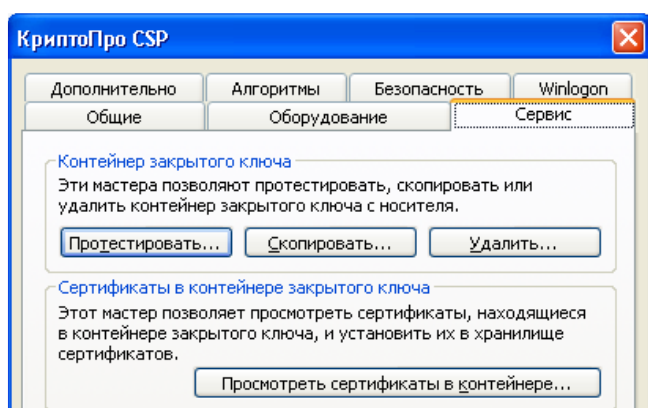 КриптоПро CSP
Дополнительно Алгоритмы Безопасность Winlogon
Общие Оборудование Сервис
Контейнер закрытого ключа
Эти мастера позволяют протестировать, скопировать или
удалить контейнер закрытого ключа с носителя.
Протестировать... Скопировать... Удалить...
Сертификаты в контейнере закрытого ключа
Этот мастер позволяет просмотреть сертификаты, находящиеся
в контейнере закрытого ключа, и установить их в хранилище
сертификатов.
Просмотреть сертификаты в контейнере...